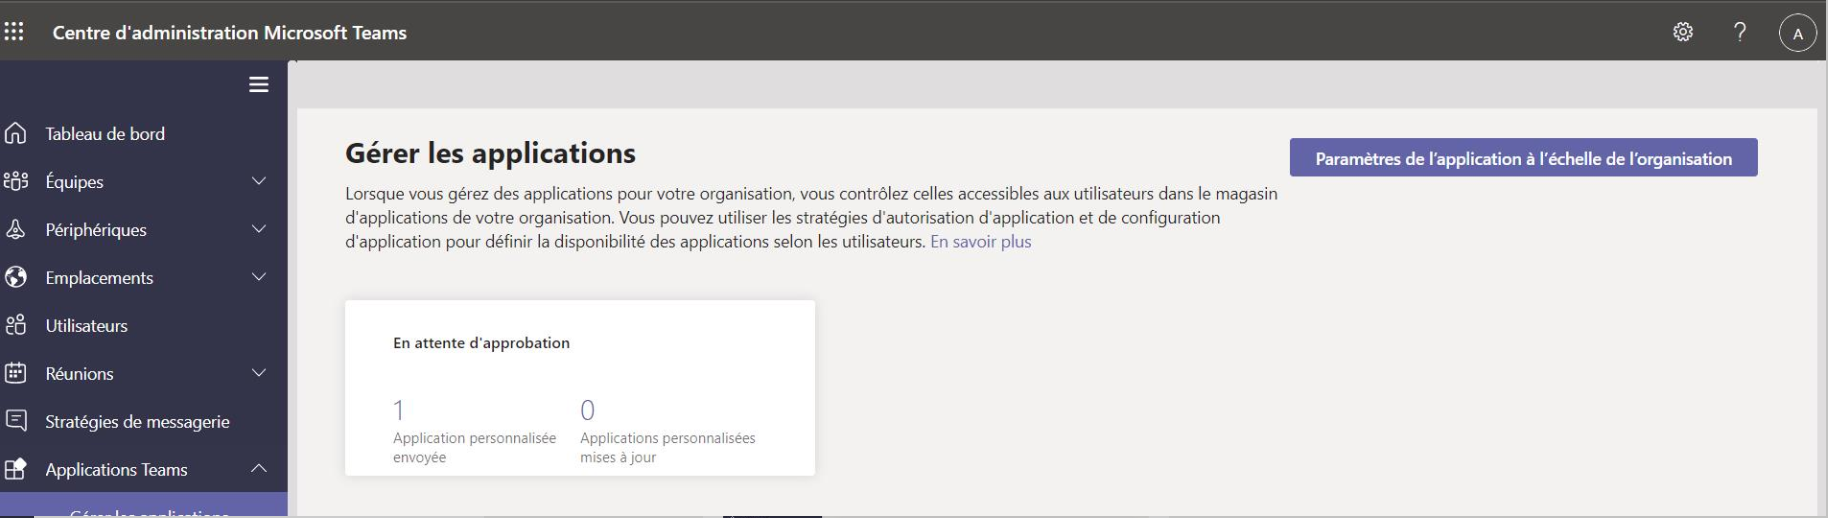 Centre d'administration Microsoft Teams
A
Tableau de bord
Équipes
Périphériques
Emplacements
Utilisateurs
Réunions
Stratégies de messagerie
Applications Teams
Gérer les applications
Gérer les applications
Paramètres de l’application à l’échelle de l’organisation
Lorsque vous gérez des applications pour votre organisation, vous contrôlez celles accessibles aux utilisateurs dans le magasin
d'applications de votre organisation. Vous pouvez utiliser les stratégies d'autorisation d'application et de configuration
d'application pour définir la disponibilité des applications selon les utilisateurs. En savoir plus
En attente d'approbation
1
Application personnalisée
envoyée
0
Applications personnalisées
mises à jour